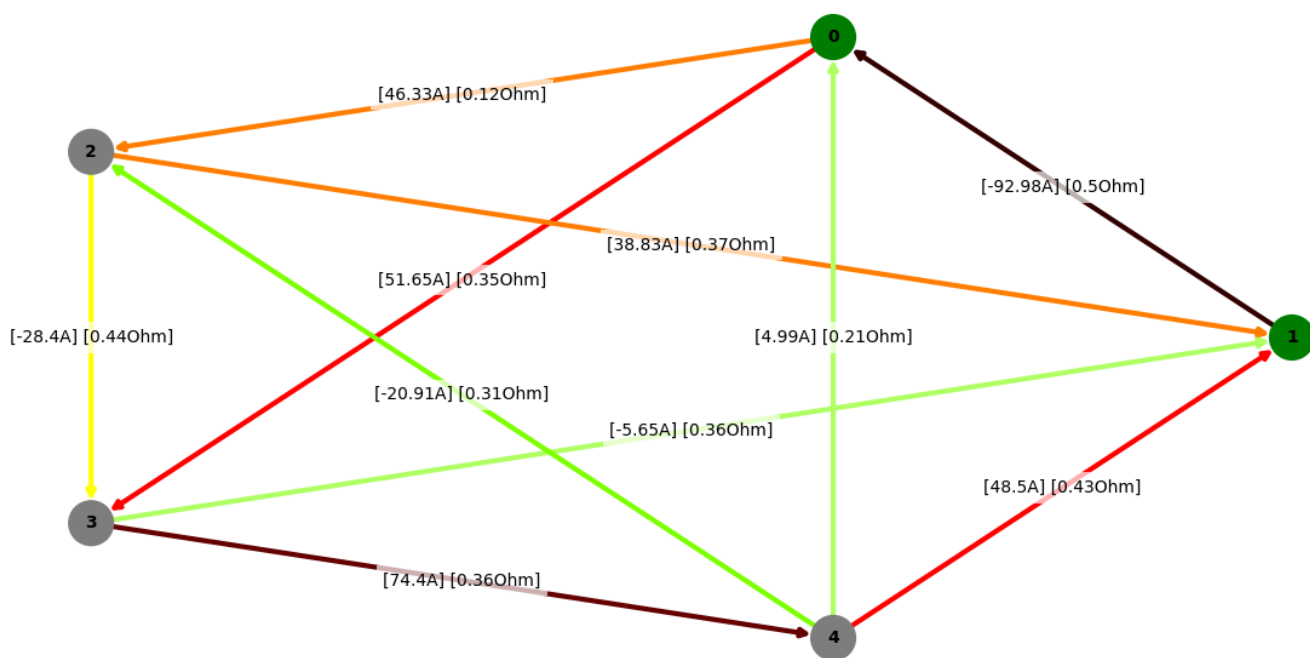 0
[46.33A] [0.12Ohm]
2
[-92.98A] [0.5Ohm]
[38.83A] [0.37Ohm]
[51.65A] [0.35Ohm]
[-28.4A] [0.44Ohm]
[4.99A] [0.21Ohm]
1
[-20.91A] [0.31Ohm]
[-5.65A] [0.36Ohm]
[48.5A] [0.43Ohm]
3
[74.4A] [0.36Ohm]
4